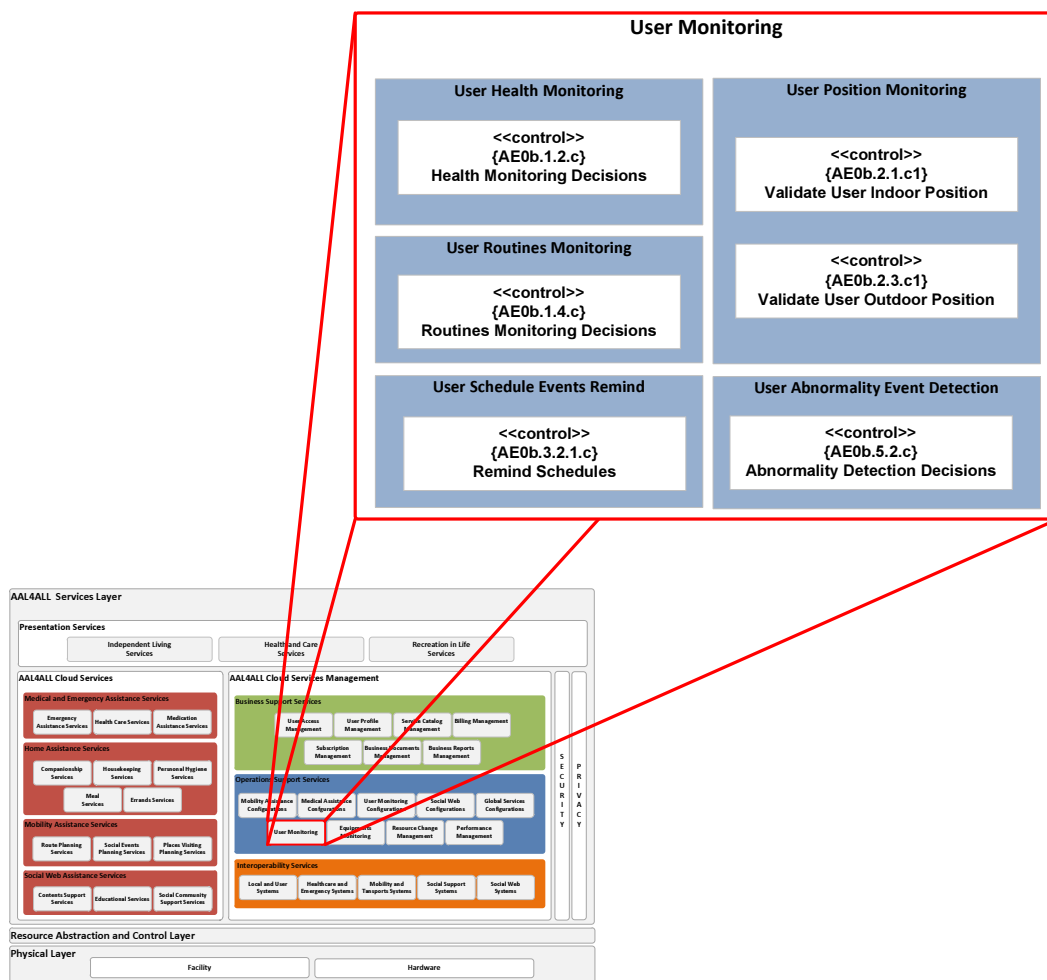 User Monitoring
User Health Monitoring
<<control>>
{AE0b.1.2.c}
Health Monitoring Decisions
User Position Monitoring
<<control>>
{AE0b.2.1.c1}
Validate User Indoor Position
<<control>>
{AE0b.2.3.c1}
Validate User Outdoor Position
User Routines Monitoring
<<control>>
{AE0b.1.4.c}
Routines Monitoring Decisions
User Schedule Events Remind
<<control>>
{AE0b.3.2.1.c}
Remind Schedules
User Abnormality Event Detection
<<control>>
{AE0b.5.2.c}
Abnormality Detection Decisions
AAL4ALL Services Layer
Presentation Services
Independent Living
Services
Health and Care
Services
Recreation in Life
Services
AAL4ALL Cloud Services
Medical and Emergency Assistance Services
Emergency
Assistance Services
Health Care Services
Medication
Assistance Services
Home Assistance Services
Companionship
Services
Housekeeping
Services
Personal Hygiene
Services
Meal
Services
Errands Services
Mobility Assistance Services
Route Planning
Services
Social Events
Planning Services
Places Visiting
Planning Services
Social Web Assistance Services
Contents Support
Services
Educational Services
Social Community
Support Services
AAL4ALL Cloud Services Management
Business Support Services
User Access
Management
User Profile
Management
Service Catalog
Management
Billing Management
Subscription
Management
Business Documents
Management
Business Reports
Management
Operations Support Services
Mobility Assistance
Configurations
Medical Assistance
Configurations
User Monitoring
Configurations
Social Web
Configurations
Global Services
Configurations
User Monitoring
Equipments
Monitoring
Resource Change
Management
Performance
Management
Interoperability Services
Local and User
Systems
Healthcare and
Emergency Systems
Mobility and
Tansports Systems
Social Support
Systems
Social Web
Systems
SECURITY
PRIVACY
Resource Abstraction and Control Layer
Physical Layer
Facility
Hardware